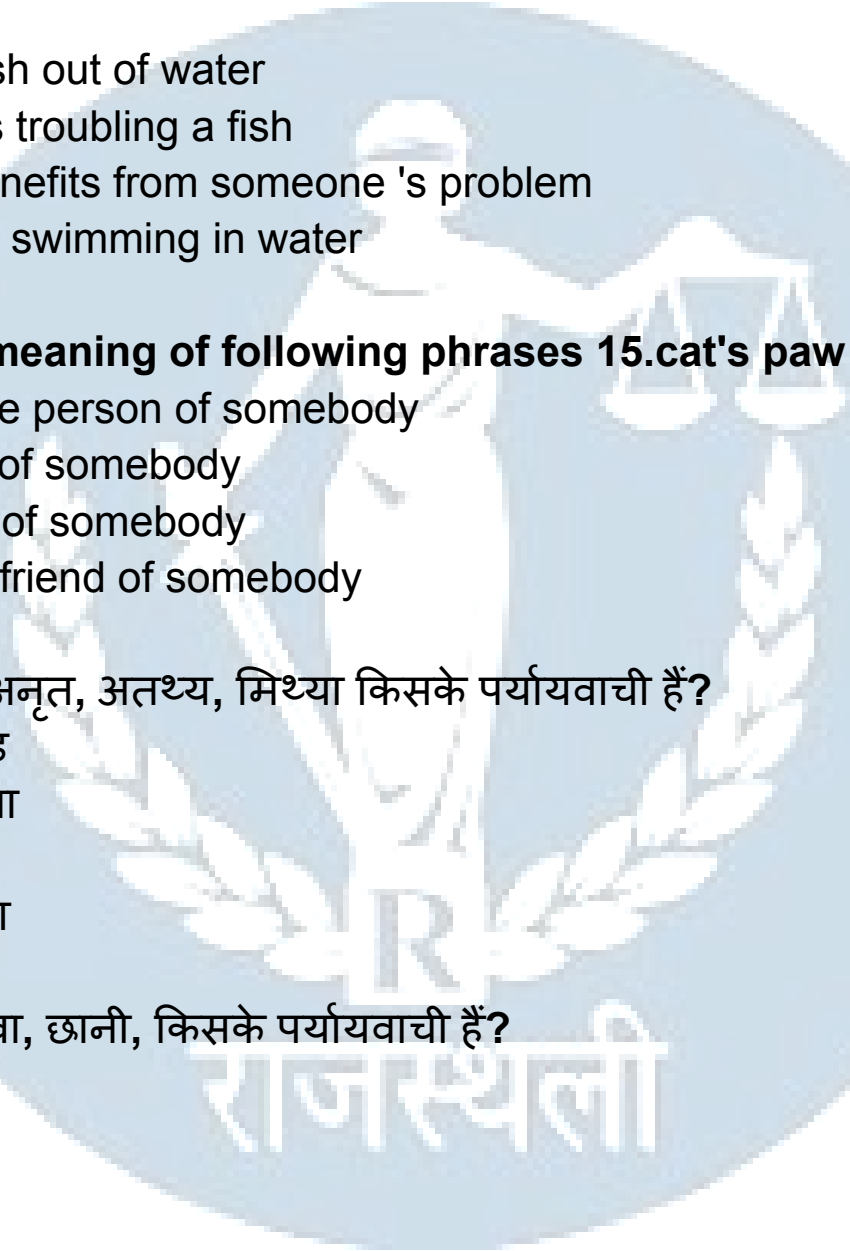 sh out of water
s troubling a fish
nefits from someone 's problem
swimming in water
meaning of following phrases 15.cat's paw
e person of somebody
of somebody
of somebody
friend of somebody
अनृत, अतथ्य, मिथ्या किसके पर्यायवाची हैं?
ा
ा
वा, छानी, किसके पर्यायवाची हैं?
R
राजस्थली